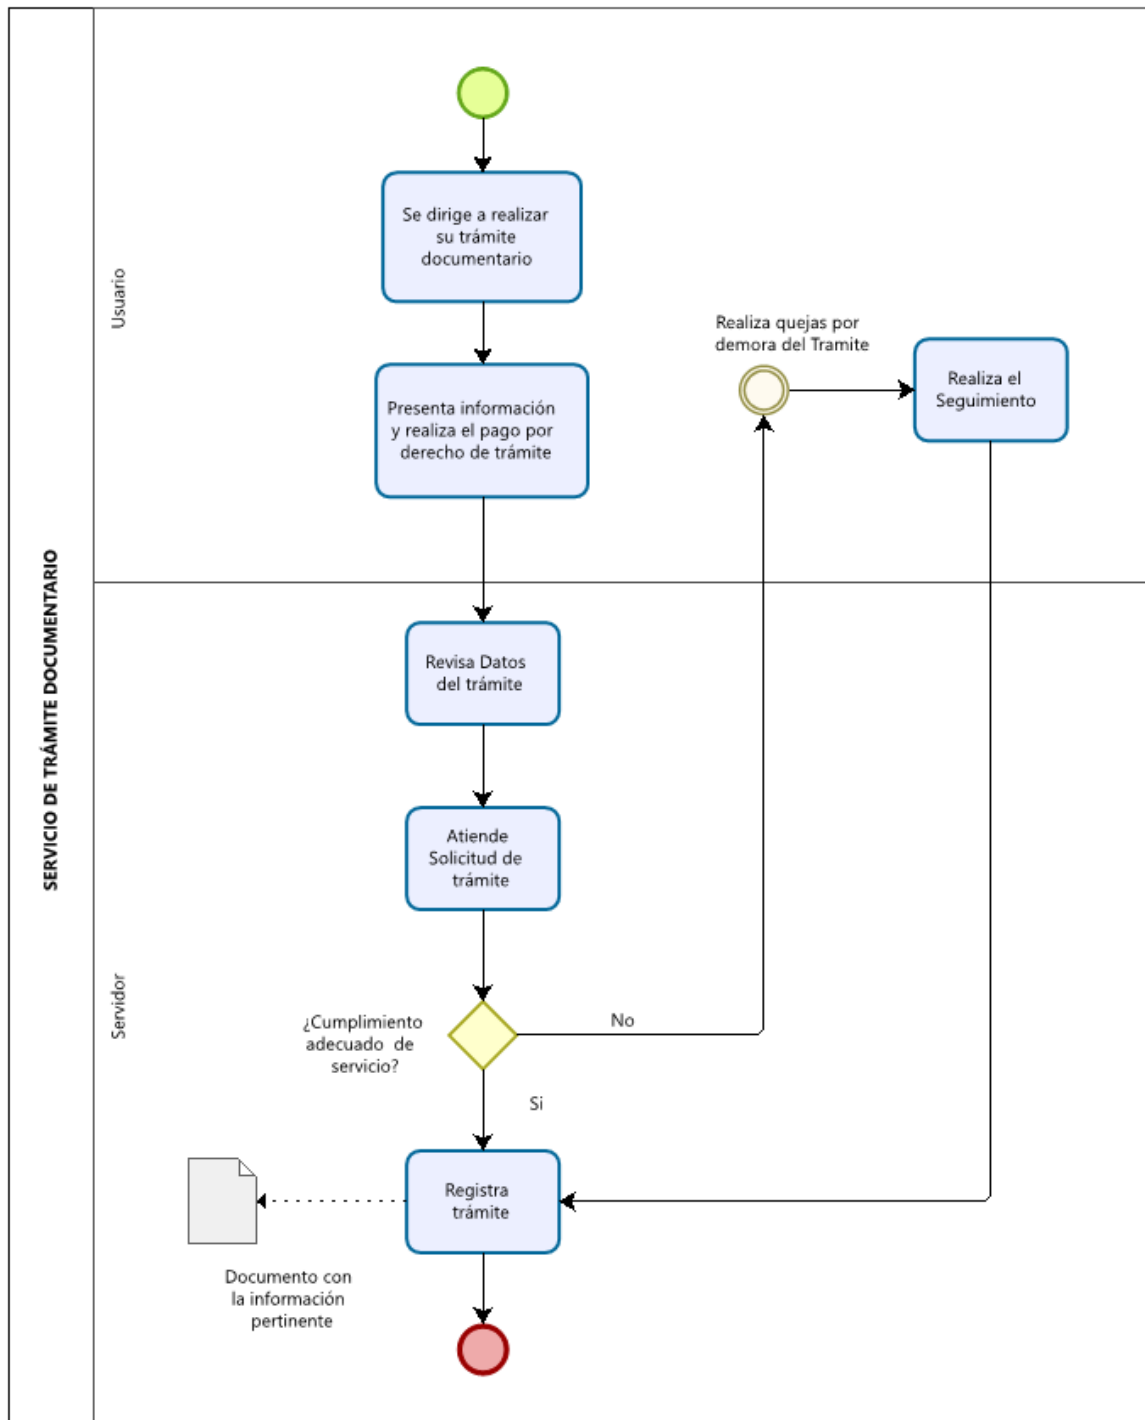 SERVICIO DE TRÁMITE DOCUMENTARIO
Usuario
Se dirige a realizar
su trámite
documentario
Presenta información
y realiza el pago por
derecho de trámite
Realiza quejas por
demora del Tramite
Realiza el
Seguimiento
Servidor
Revisa Datos
del trámite
Atiende
Solicitud de
trámite
¿Cumplimiento
adecuado de
servicio?
No
Si
Registra
trámite
Documento con
la información
pertinente